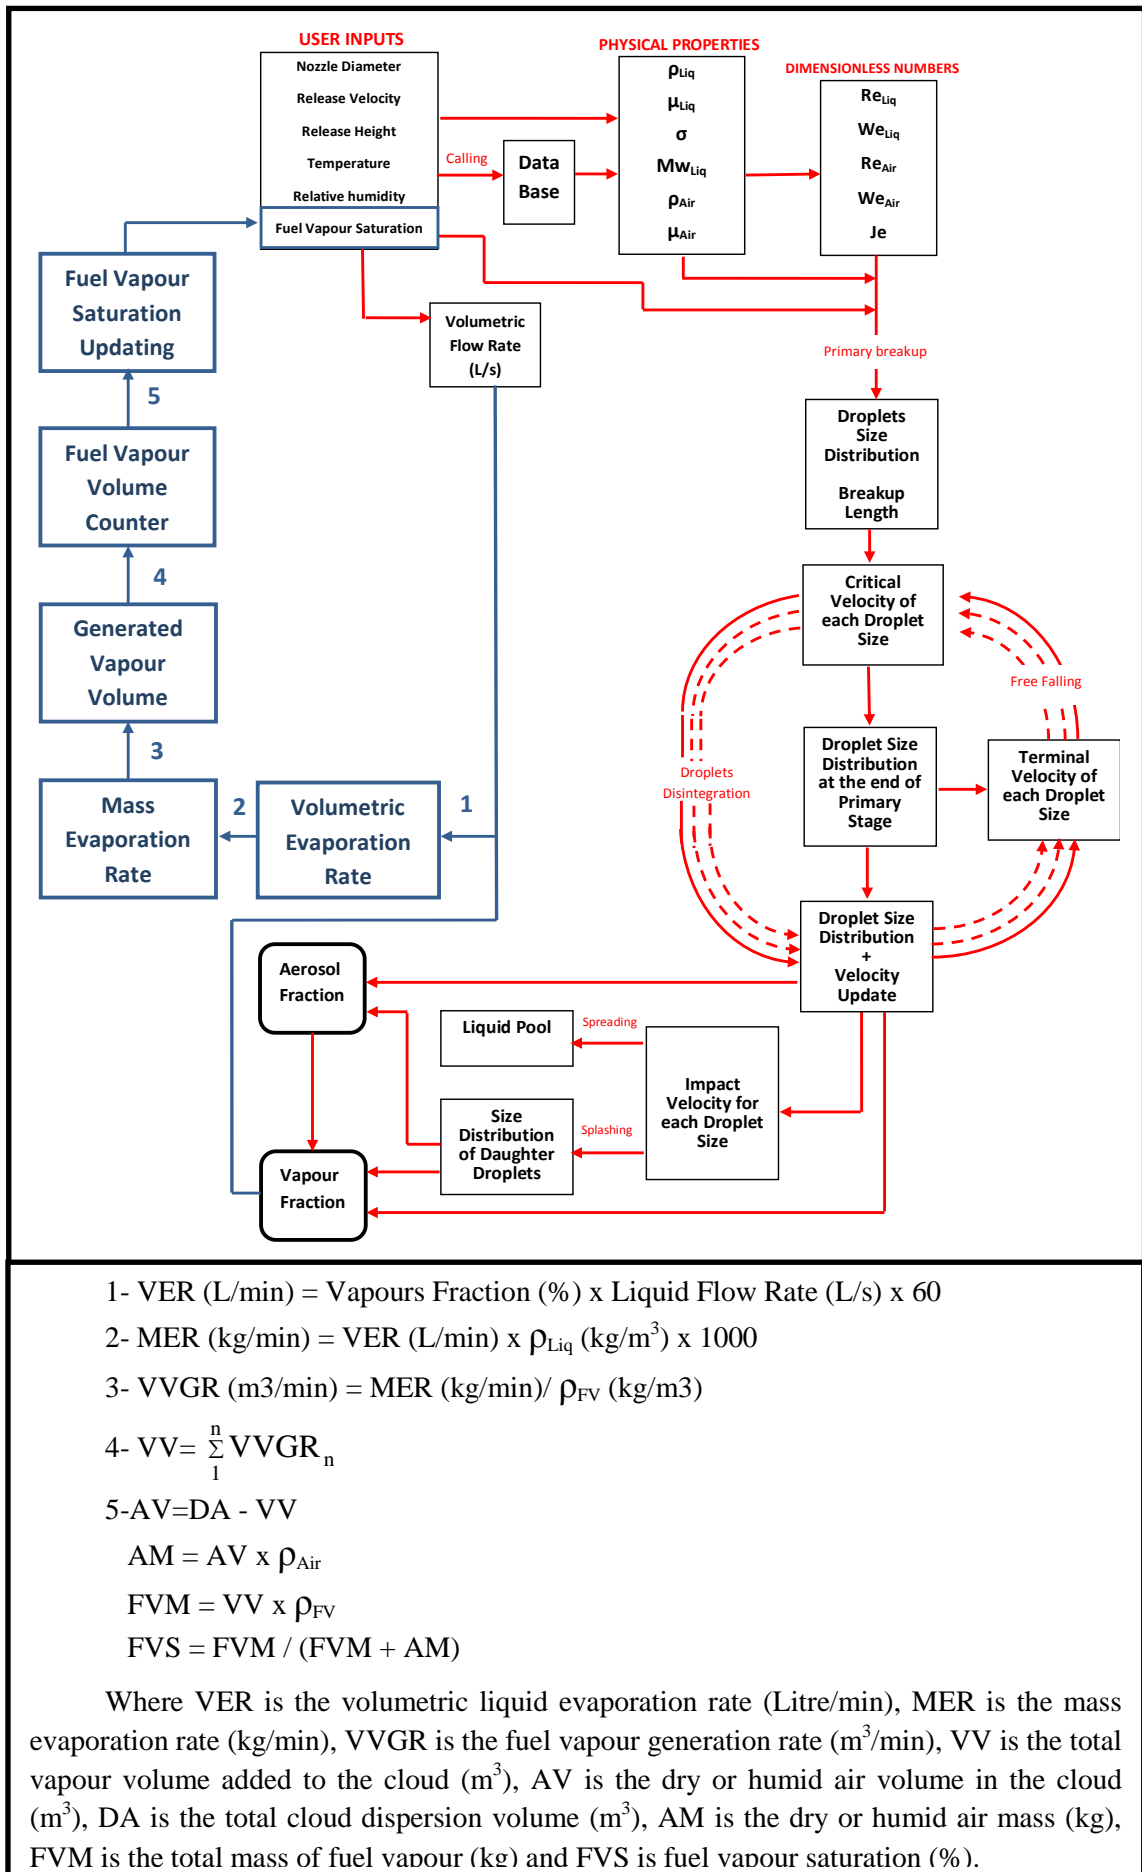 USER INPUTS
Nozzle Diameter
Release Velocity
Release Height
Temperature
Relative humidity
Fuel Vapour Saturation
PHYSICAL PROPERTIES
ρLiq
μLiq
σ
MwLiq
ρAir
μAir
DIMENSIONLESS NUMBERS
ReLiq
WeLiq
ReAir
WeAir
Je
Calling
Data
Base
Fuel Vapour
Saturation
Updating
Volumetric
Flow Rate
(L/s)
Primary breakup
5
Droplets
Size
Distribution
Breakup
Length
Fuel Vapour
Volume
Counter
4
Critical
Velocity of
each Droplet
Size
Generated
Vapour
Volume
Free Falling
3
Droplets
Disintegration
Droplet Size
Distribution
at the end of
Primary
Stage
Terminal
Velocity of
each Droplet
Size
Mass
Evaporation
Rate
2
Volumetric
Evaporation
Rate
1
Droplet Size
Distribution
+
Velocity
Update
Aerosol
Fraction
Liquid Pool
Spreading
Impact
Velocity for
each Droplet
Size
Size
Distribution
of Daughter
Droplets
Splashing
Vapour
Fraction
1- VER (L/min) = Vapours Fraction (%) x Liquid Flow Rate (L/s) x 60
2- MER (kg/min) = VER (L/min) x ρLiq (kg/m³) x 1000
3- VVGR (m3/min) = MER (kg/min)/ ρFV (kg/m3)
4- VV= n Σ 1 VVGRn
5-AV=DA - VV
AM = AV x ρAir
FVM = VV x ρFV
FVS = FVM / (FVM + AM)
Where VER is the volumetric liquid evaporation rate (Litre/min), MER is the mass
evaporation rate (kg/min), VVGR is the fuel vapour generation rate (m³/min), VV is the total
vapour volume added to the cloud (m³), AV is the dry or humid air volume in the cloud
(m³), DA is the total cloud dispersion volume (m³), AM is the dry or humid air mass (kg),
FVM is the total mass of fuel vapour (kg) and FVS is fuel vapour saturation (%).